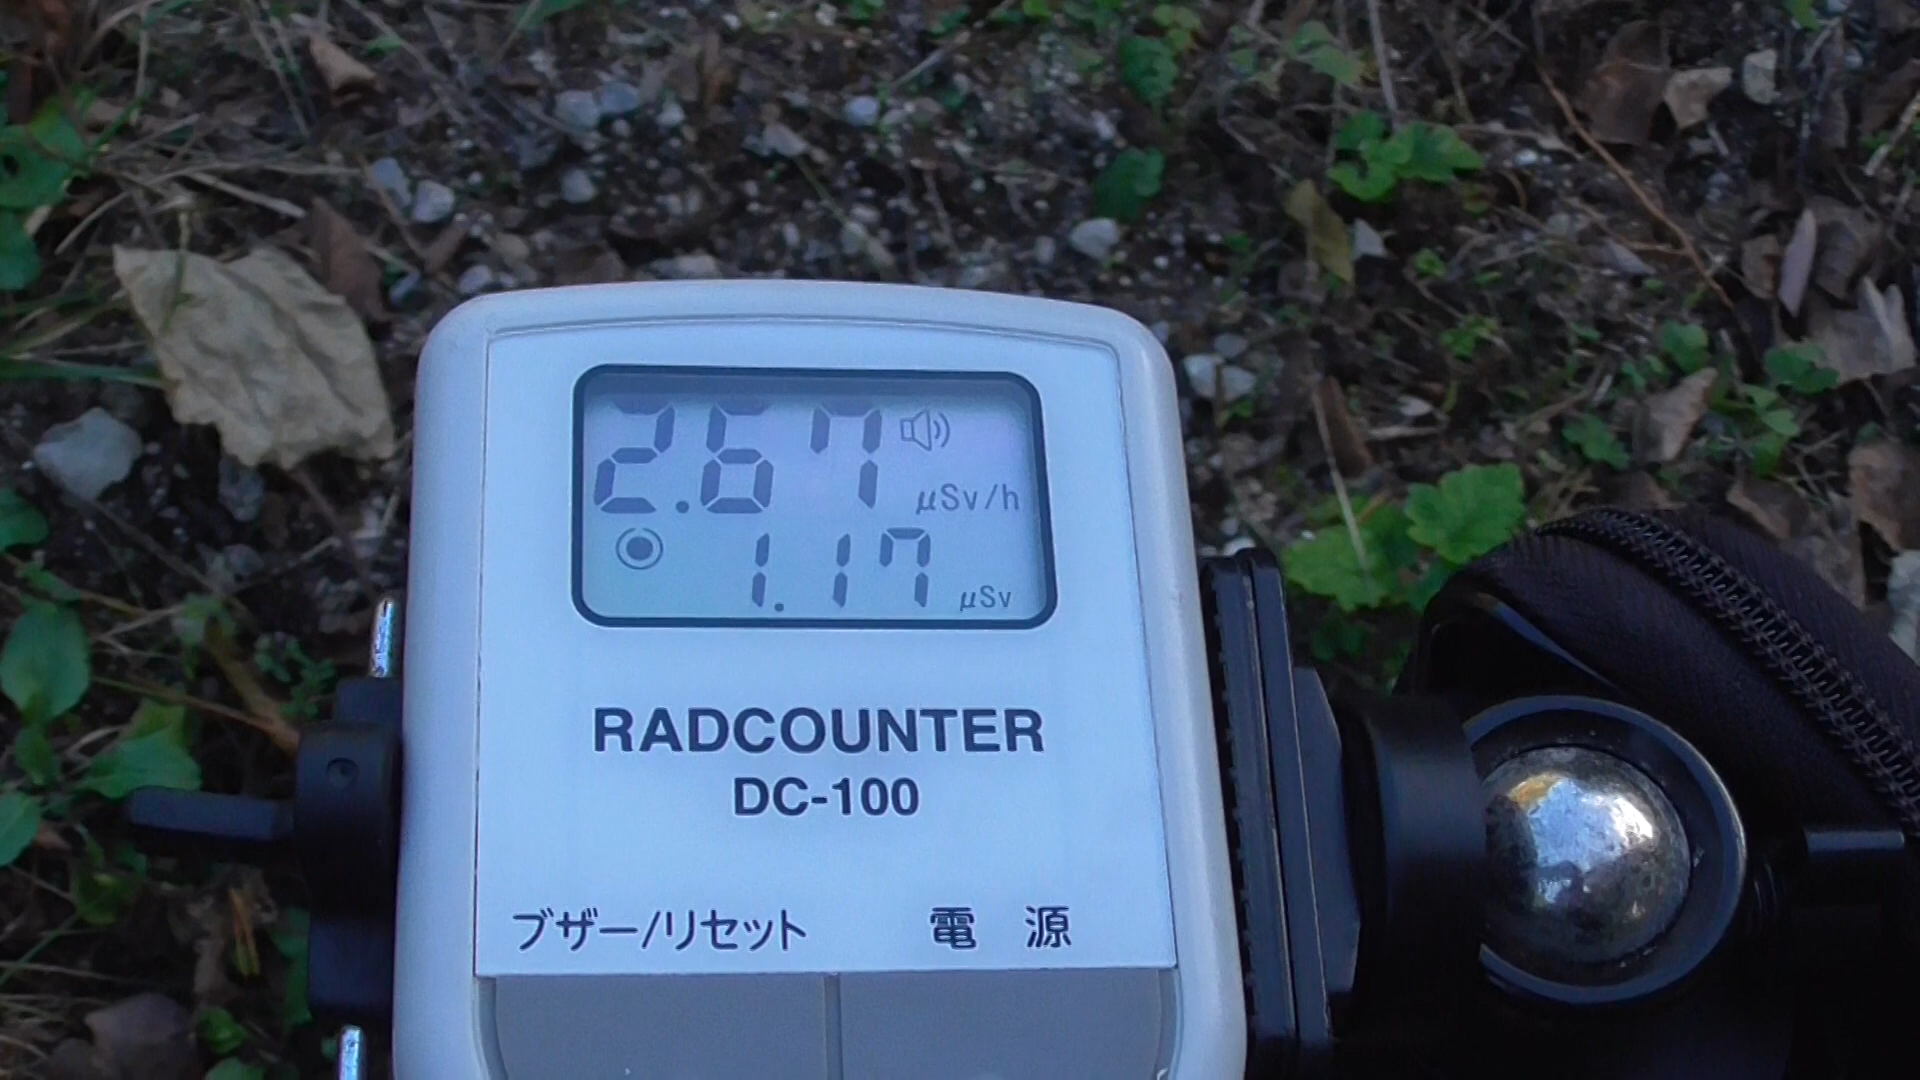 2.67 μSv/h
1.17 μSv
RADCOUNTER
DC-100
ブザー/リセット 電源